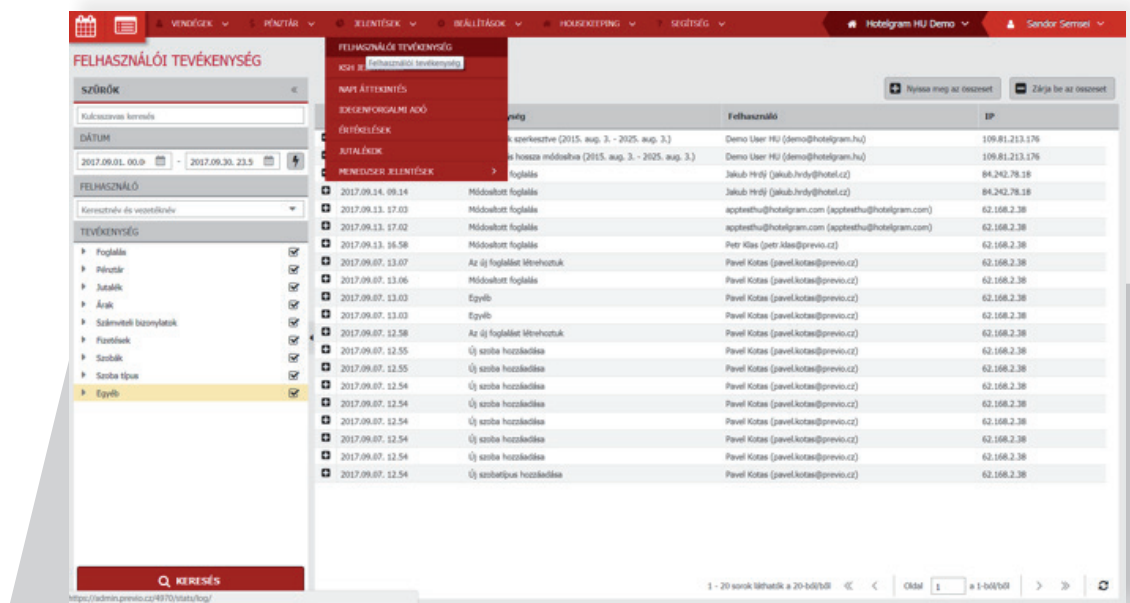 VENDÉGEK PÉNZTÁR JELENTÉSEK BEÁLLÍTÁSOK HOUSEKEEPING ? SEGÍTSÉG Hotelgram HU Demo Sandor Semsei
FELHASZNÁLÓI TEVÉKENYSÉG
FELHASZNÁLÓI TEVÉKENYSÉG
KSH JE
Felhasználói tevékenység
NAPI ÁTTEKINTÉS
IDEGENFORGALMI ADÓ
ÉRTÉKELÉSEK
JUTALÉKOK
MENEDZSER JELENTÉSEK >
SZŰRŐK «
Kulcsszavas keresés
DÁTUM
2017.09.01. 00.0 - 2017.09.30. 23.5
FELHASZNÁLÓ
Keresztnév és vezetéknév
TEVÉKENYSÉG
Foglalás
Pénztár
Jutalék
Árak
Számviteli bizonylatok
Fizetések
Szobák
Szoba típus
Egyéb
KERESÉS
https://admin.previo.cz/4970/stats/log/
Nyissa meg az összeset Zárja be az összeset
ység Felhasználó IP
k szerkesztve (2015. aug. 3. - 2025. aug. 3.) Demo User HU (demo@hotelgram.hu) 109.81.213.176
is hossza módosítva (2015. aug. 3. - 2025. aug. 3.) Demo User HU (demo@hotelgram.hu) 109.81.213.176
foglalás Jakub Hrdý (jakub.hrdy@hotel.cz) 84.242.78.18
2017.09.14. 09.14 Módosított foglalás Jakub Hrdý (jakub.hrdy@hotel.cz) 84.242.78.18
2017.09.13. 17.03 Módosított foglalás apptesthu@hotelgram.com (apptesthu@hotelgram.com) 62.168.2.38
2017.09.13. 17.02 Módosított foglalás apptesthu@hotelgram.com (apptesthu@hotelgram.com) 62.168.2.38
2017.09.13. 16.58 Módosított foglalás Petr Klas (petr.klas@previo.cz) 62.168.2.38
2017.09.07. 13.07 Az új foglalást létrehoztuk Pavel Kotas (pavel.kotas@previo.cz) 62.168.2.38
2017.09.07. 13.06 Módosított foglalás Pavel Kotas (pavel.kotas@previo.cz) 62.168.2.38
2017.09.07. 13.03 Egyéb Pavel Kotas (pavel.kotas@previo.cz) 62.168.2.38
2017.09.07. 13.03 Egyéb Pavel Kotas (pavel.kotas@previo.cz) 62.168.2.38
2017.09.07. 12.58 Az új foglalást létrehoztuk Pavel Kotas (pavel.kotas@previo.cz) 62.168.2.38
2017.09.07. 12.55 Új szoba hozzáadása Pavel Kotas (pavel.kotas@previo.cz) 62.168.2.38
2017.09.07. 12.55 Új szoba hozzáadása Pavel Kotas (pavel.kotas@previo.cz) 62.168.2.38
2017.09.07. 12.54 Új szoba hozzáadása Pavel Kotas (pavel.kotas@previo.cz) 62.168.2.38
2017.09.07. 12.54 Új szoba hozzáadása Pavel Kotas (pavel.kotas@previo.cz) 62.168.2.38
2017.09.07. 12.54 Új szoba hozzáadása Pavel Kotas (pavel.kotas@previo.cz) 62.168.2.38
2017.09.07. 12.54 Új szoba hozzáadása Pavel Kotas (pavel.kotas@previo.cz) 62.168.2.38
2017.09.07. 12.54 Új szoba hozzáadása Pavel Kotas (pavel.kotas@previo.cz) 62.168.2.38
2017.09.07. 12.54 Új szobatípus hozzáadása Pavel Kotas (pavel.kotas@previo.cz) 62.168.2.38
1 - 20 sorok láthatók a 20-ból/ből « < Oldal 1 a 1-ból/ből > »